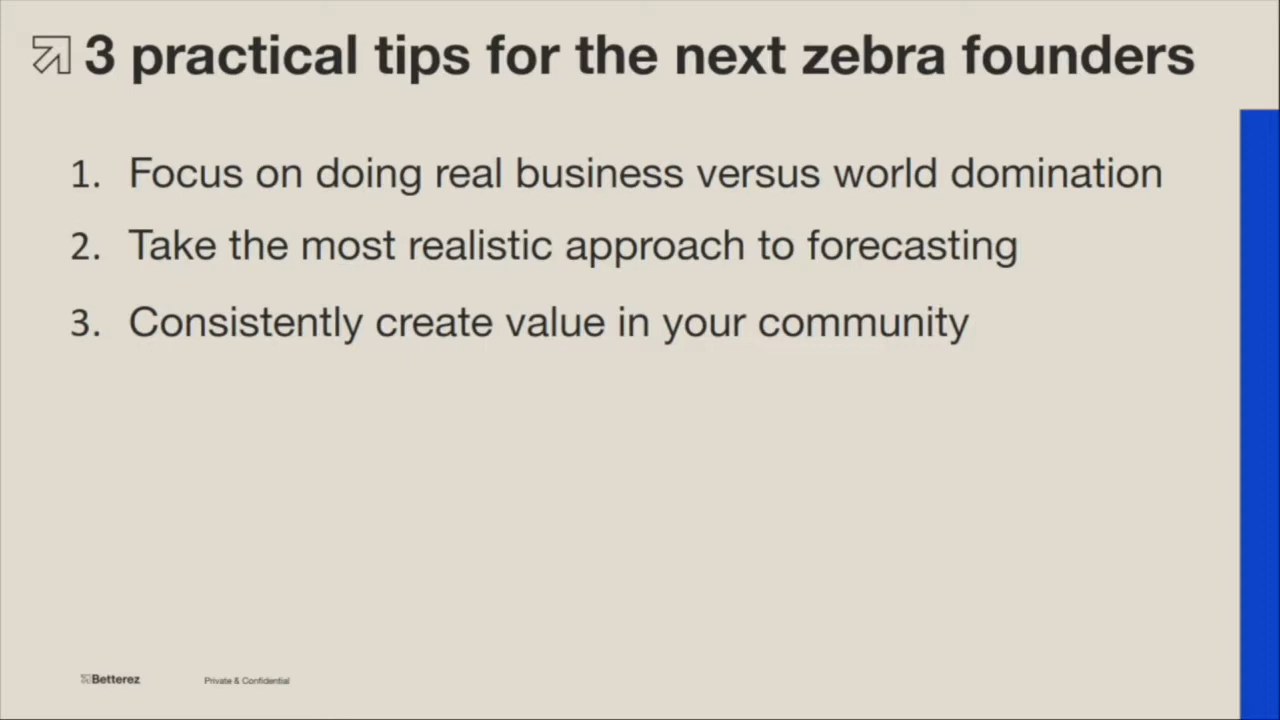 3 practical tips for the next zebra founders
1. Focus on doing real business versus world domination
2. Take the most realistic approach to forecasting
3. Consistently create value in your community
Betterez Private & Confidential